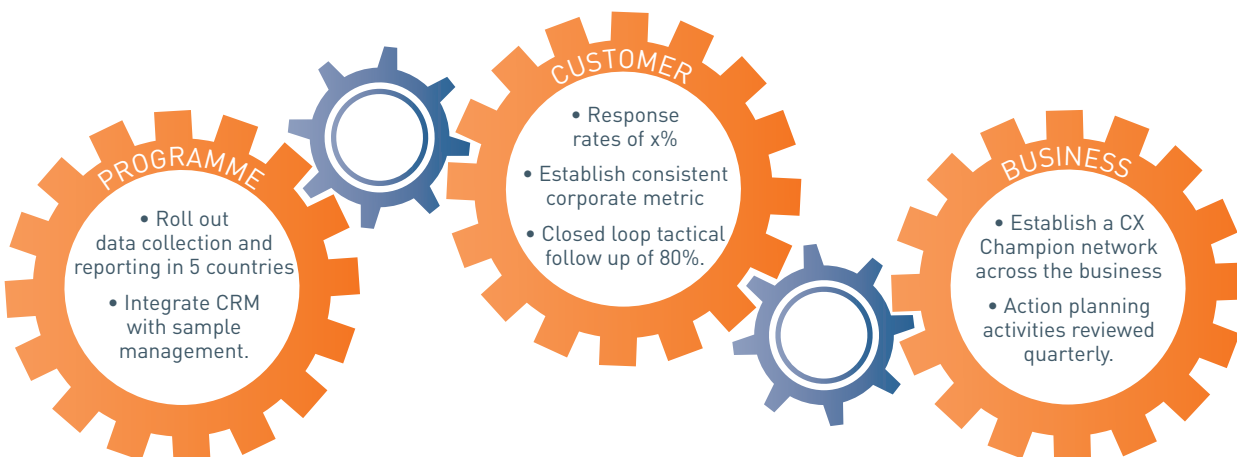 PROGRAMME
• Roll out
data collection and
reporting in 5 countries
• Integrate CRM
with sample
management.
CUSTOMER
• Response
rates of x%
• Establish consistent
corporate metric
• Closed loop tactical
follow up of 80%.
BUSINESS
• Establish a CX
Champion network
across the business
• Action planning
activities reviewed
quarterly.